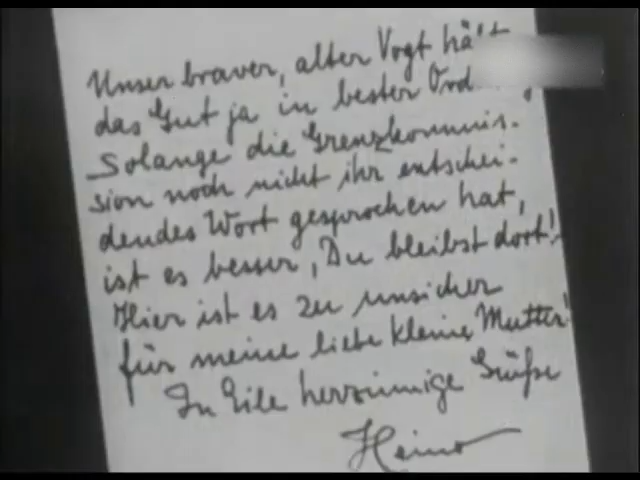 Unser braver, alter Vogt hält
das Gut ja in bester Ordnung
Solange die Grenzkommis-
sion noch nicht ihr entschei-
dendes Wort gesprochen hat,
ist es besser, Du bleibst dort!
Hier ist es zu unsicher
für meine liebe kleine Mutter!
In Eile herzinnige Grüße
Heino